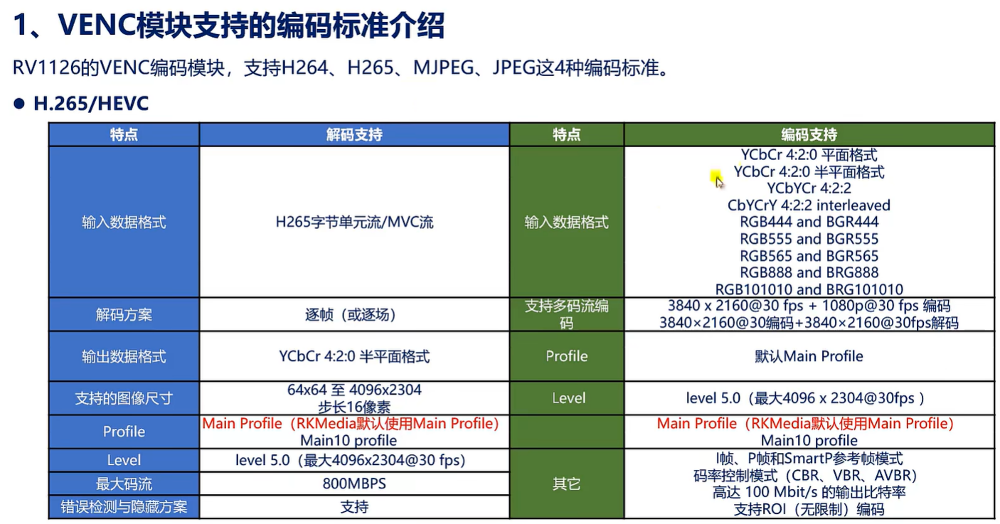 1、VENC模块支持的编码标准介绍
RV1126的VENC编码模块，支持H264、H265、MJPEG、JPEG这4种编码标准。
● H.265/HEVC
特点 解码支持 特点 编码支持
输入数据格式
H265字节单元流/MVC流
输入数据格式
YCbCr 4:2:0 平面格式
YCbCr 4:2:0 半平面格式
YCbYCr 4:2:2
CbYCrY 4:2:2 interleaved
RGB444 and BGR444
RGB555 and BGR555
RGB565 and BGR565
RGB888 and BRG888
RGB101010 and BRG101010
解码方案
逐帧（或逐场）
支持多码流编
码
3840 x 2160@30 fps + 1080p@30 fps 编码
3840×2160@30编码+3840×2160@30fps解码
输出数据格式
YCbCr 4:2:0 半平面格式
Profile
默认Main Profile
支持的图像尺寸
64x64 至 4096x2304
步长16像素
Level
level 5.0（最大4096 x 2304@30fps ）
Profile
Main Profile（RKMedia默认使用Main Profile）
Main10 profile
Main Profile（RKMedia默认使用Main Profile）
Main10 profile
Level
level 5.0（最大4096x2304@30 fps）
最大码流
800MBPS
错误检测与隐藏方案
支持
其它
I帧、P帧和SmartP参考帧模式
码率控制模式（CBR、VBR、AVBR）
高达 100 Mbit/s 的输出比特率
支持ROI（无限制）编码